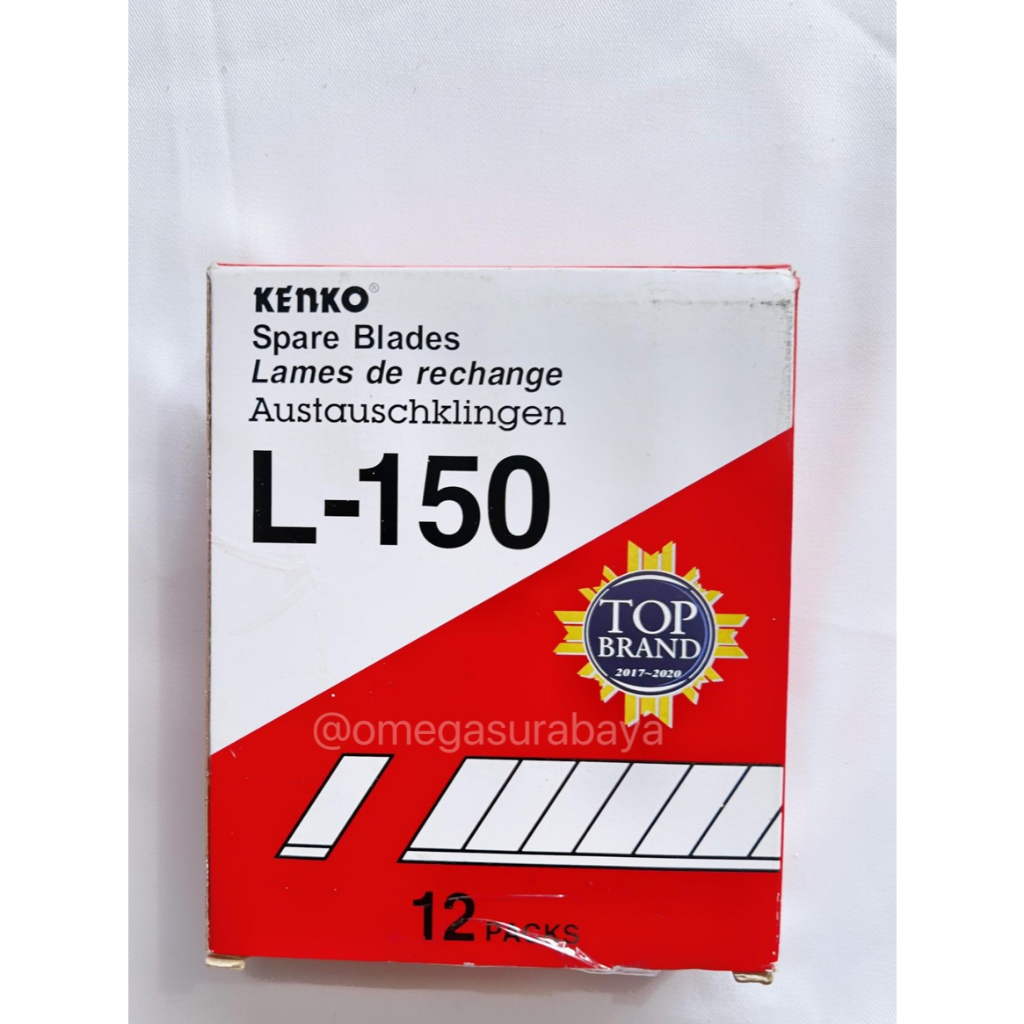 KENKO®
Spare Blades
Lames de rechange
Austauschklingen
L-150
TOP
BRAND
2017~2020
@omegasurabaya
12 PACKS